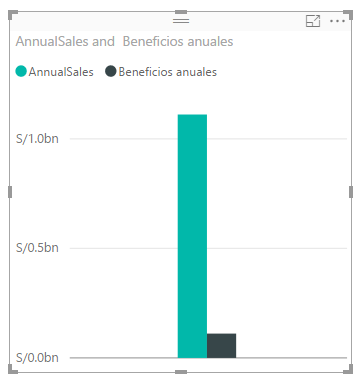 AnnualSales and Beneficios anuales
AnnualSales Beneficios anuales
S/1.0bn
S/0.5bn
S/0.0bn